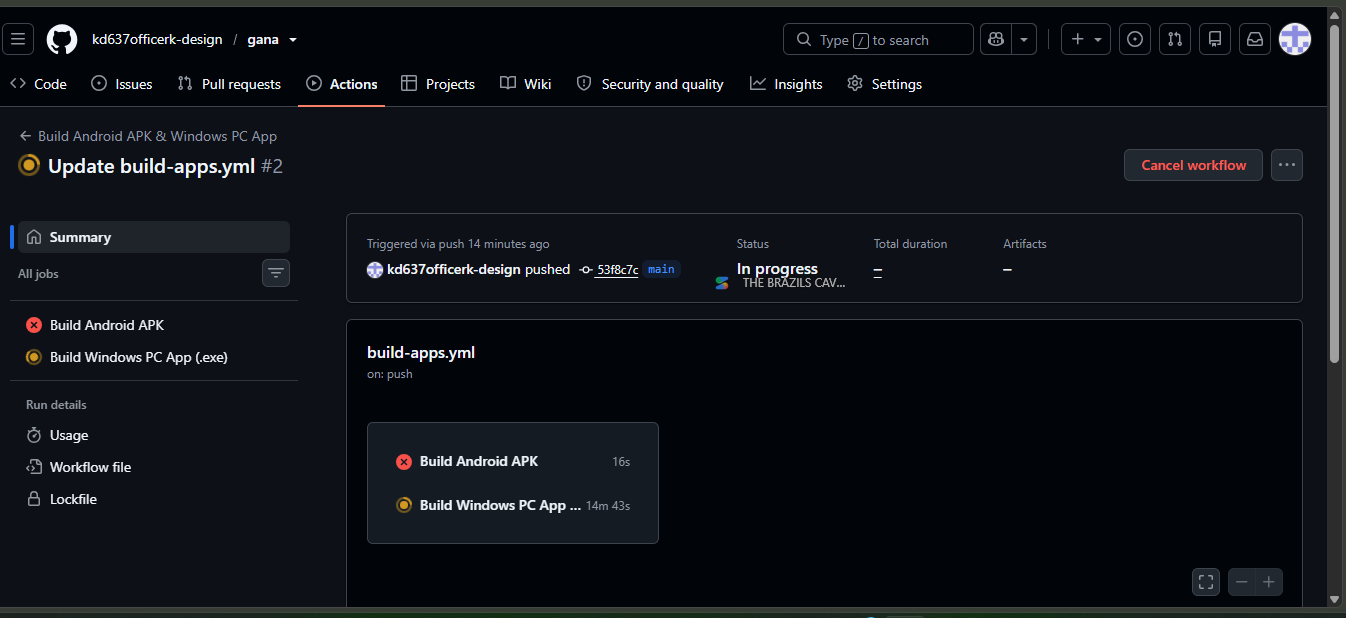 kd637officerk-design / gana
Type / to search
Code Issues Pull requests Actions Projects Wiki Security and quality Insights Settings
← Build Android APK & Windows PC App
Update build-apps.yml #2
Cancel workflow
Summary
All jobs
Build Android APK
Build Windows PC App (.exe)
Run details
Usage
Workflow file
Lockfile
Triggered via push 14 minutes ago
kd637officerk-design pushed 53f8c7c main
Status
In progress
THE BRAZILS CAV...
Total duration
–
Artifacts
–
build-apps.yml
on: push
Build Android APK 16s
Build Windows PC App ... 14m 43s